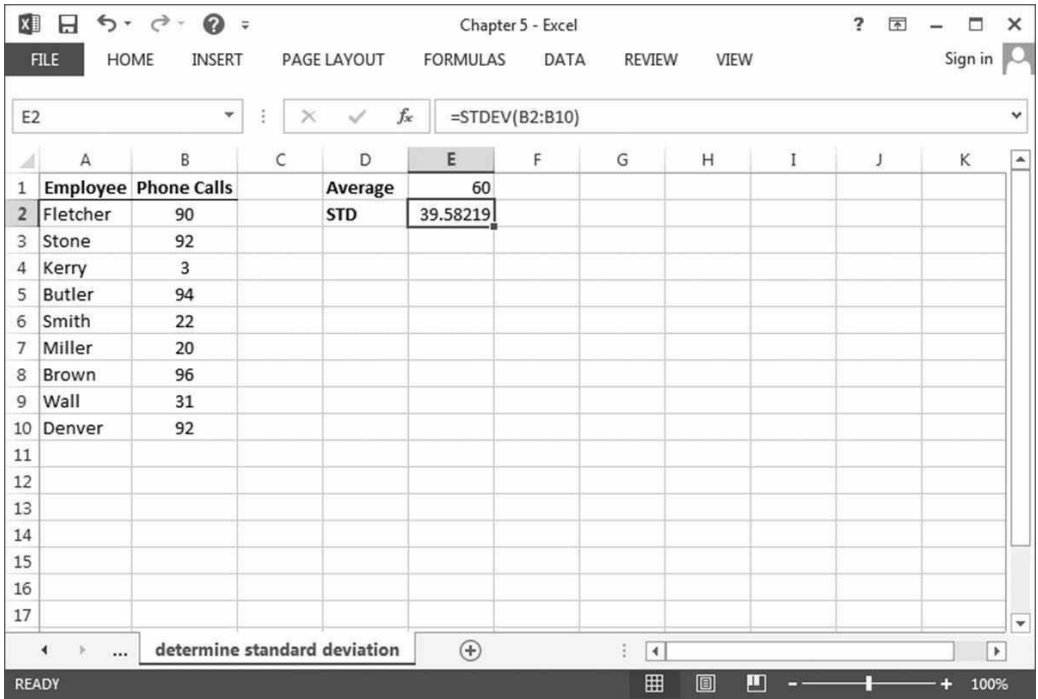 Chapter 5 - Excel
?
FILE HOME INSERT PAGE LAYOUT FORMULAS DATA REVIEW VIEW Sign in
E2 fx =STDEV(B2:B10)
A B C D E F G H I J K
1 Employee Phone Calls Average 60
2 Fletcher 90 STD 39.58219
3 Stone 92
4 Kerry 3
5 Butler 94
6 Smith 22
7 Miller 20
8 Brown 96
9 Wall 31
10 Denver 92
11
12
13
14
15
16
17
... determine standard deviation
READY 100%